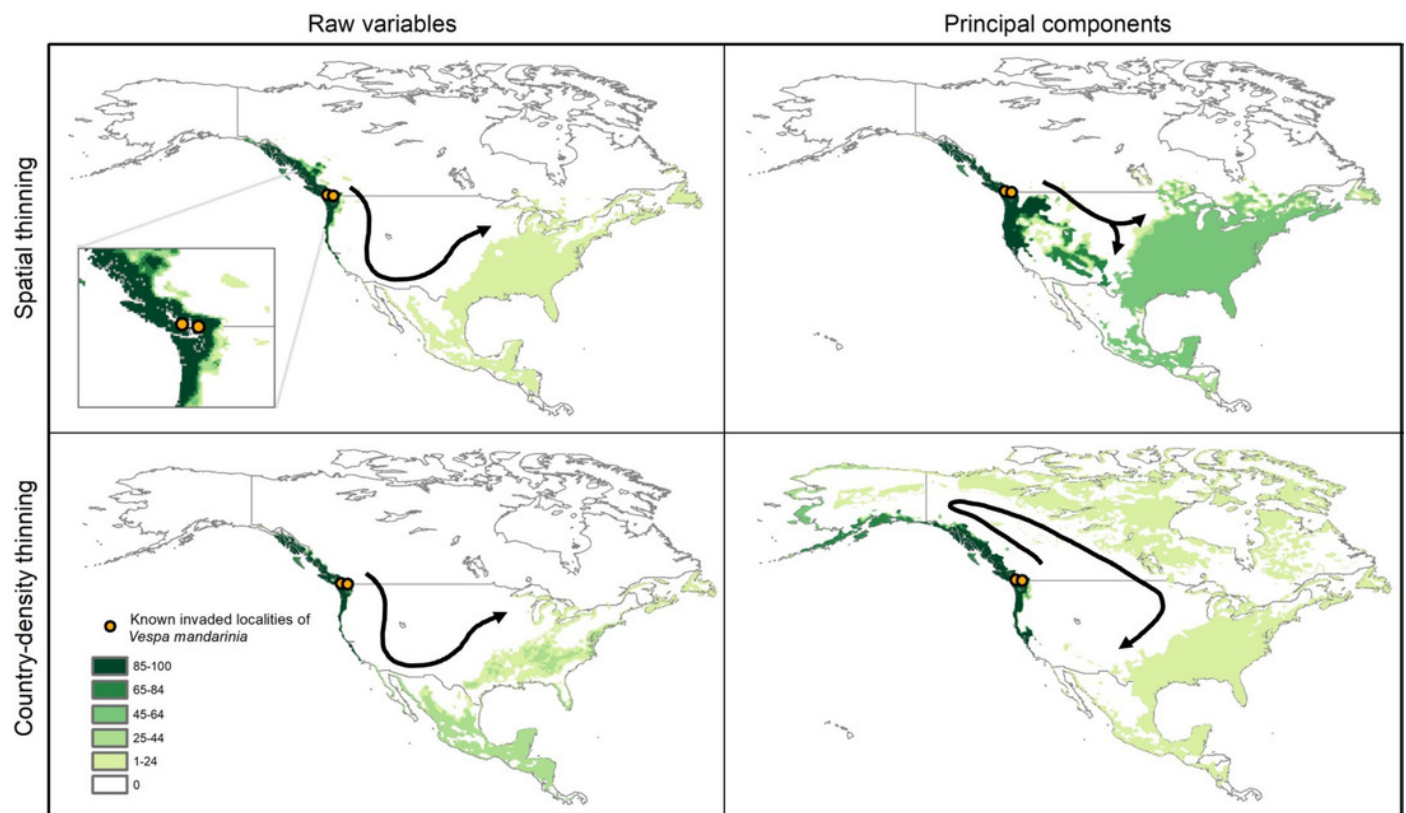 Raw variables
Principal components
Spatial thinning
Country-density thinning
Known invaded localities of
Vespa mandarinia
85-100
65-84
45-64
25-44
1-24
0